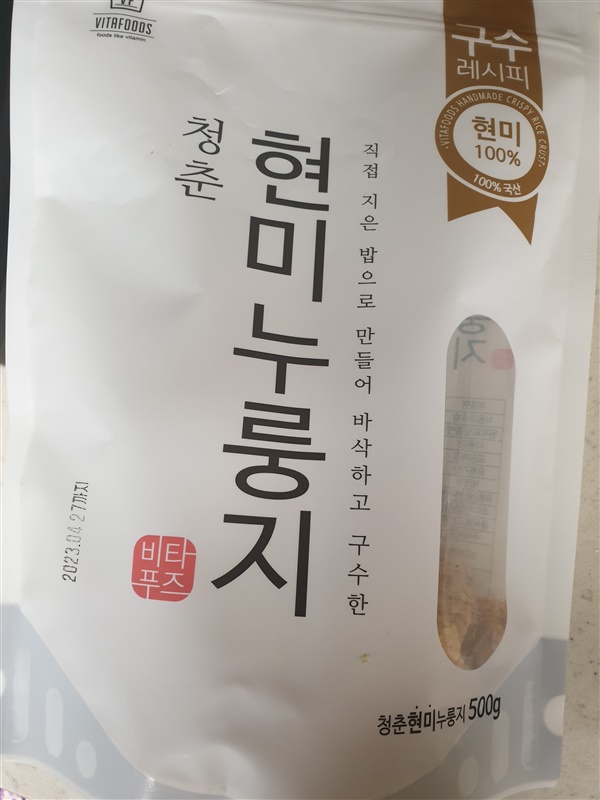 VITAFOODS
foods like vitamin
구수
레시피
VITAFOODS HANDMADE CRISPY RICE CRUST
현미
100%
100% 국산
청춘
현미누룽지
직접 지은 밥으로 만들어 바삭하고 구수한
지
2023.04.27까지
비타
푸즈
청춘현미누룽지 500g